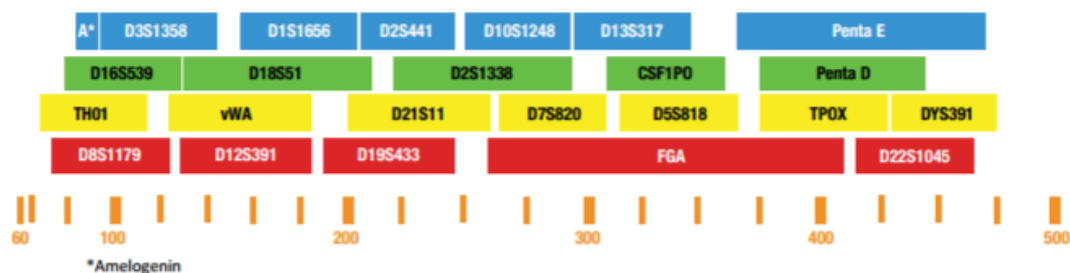 A* D3S1358 D1S1656 D2S441 D10S1248 D13S317 Penta E
D16S539 D18S51 D2S1338 CSF1PO Penta D
TH01 vWA D21S11 D7S820 D5S818 TPOX DYS391
D8S1179 D12S391 D19S433 FGA D22S1045
60 100 200 300 400 500
*Amelogenin